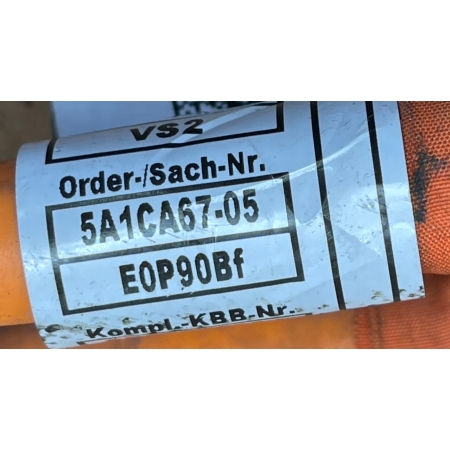 VS2
Order-/Sach-Nr.
5A1CA67-05
E0P90Bf
Kompl.-KBB-Nr.